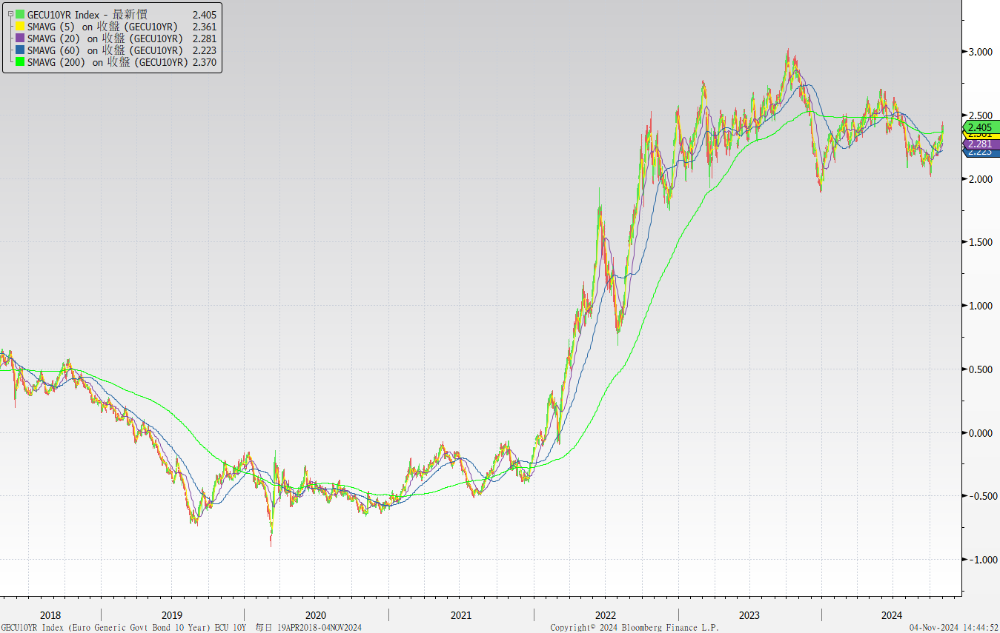 GECU10YR Index - 最新價 2.405
SMAVG (5) on 收盤 (GECU10YR) 2.361
SMAVG (20) on 收盤 (GECU10YR) 2.281
SMAVG (60) on 收盤 (GECU10YR) 2.223
SMAVG (200) on 收盤 (GECU10YR) 2.370
3.000
2.500
2.405
2.361
2.281
2.223
2.000
1.500
1.000
0.500
0.000
-0.500
-1.000
2018 2019 2020 2021 2022 2023 2024
GECU10YR Index (Euro Generic Govt Bond 10 Year) ECU 10Y 每日 19APR2018-04NOV2024 Copyright© 2024 Bloomberg Finance L.P. 04-Nov-2024 14:44:52